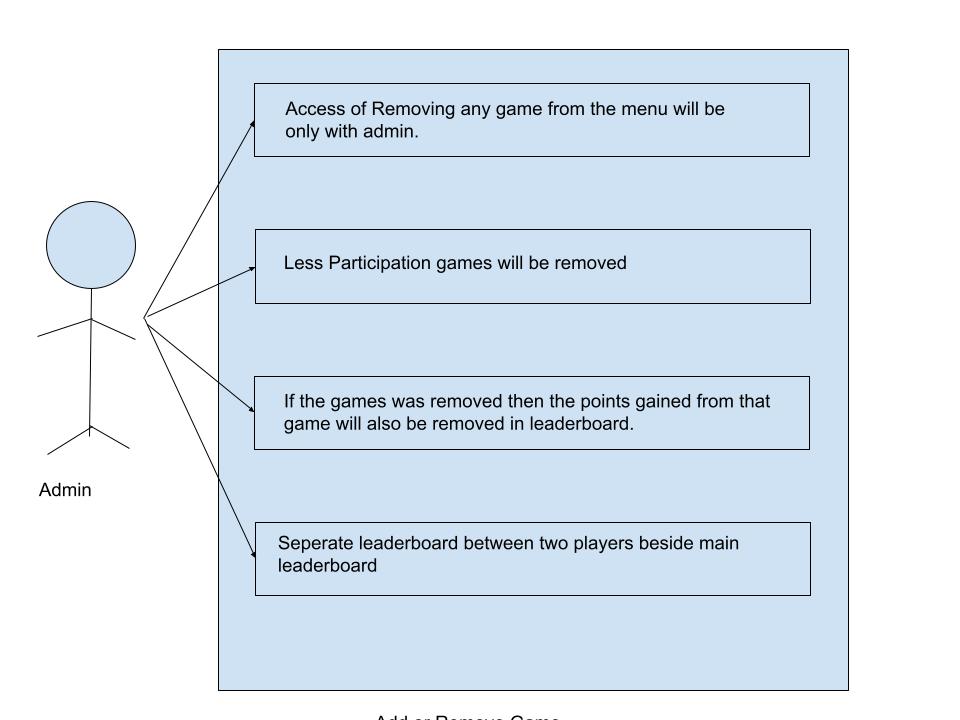 Access of Removing any game from the menu will be
only with admin.
Less Participation games will be removed
If the games was removed then the points gained from that
game will also be removed in leaderboard.
Admin
Seperate leaderboard between two players beside main
leaderboard
Add or Remove Game